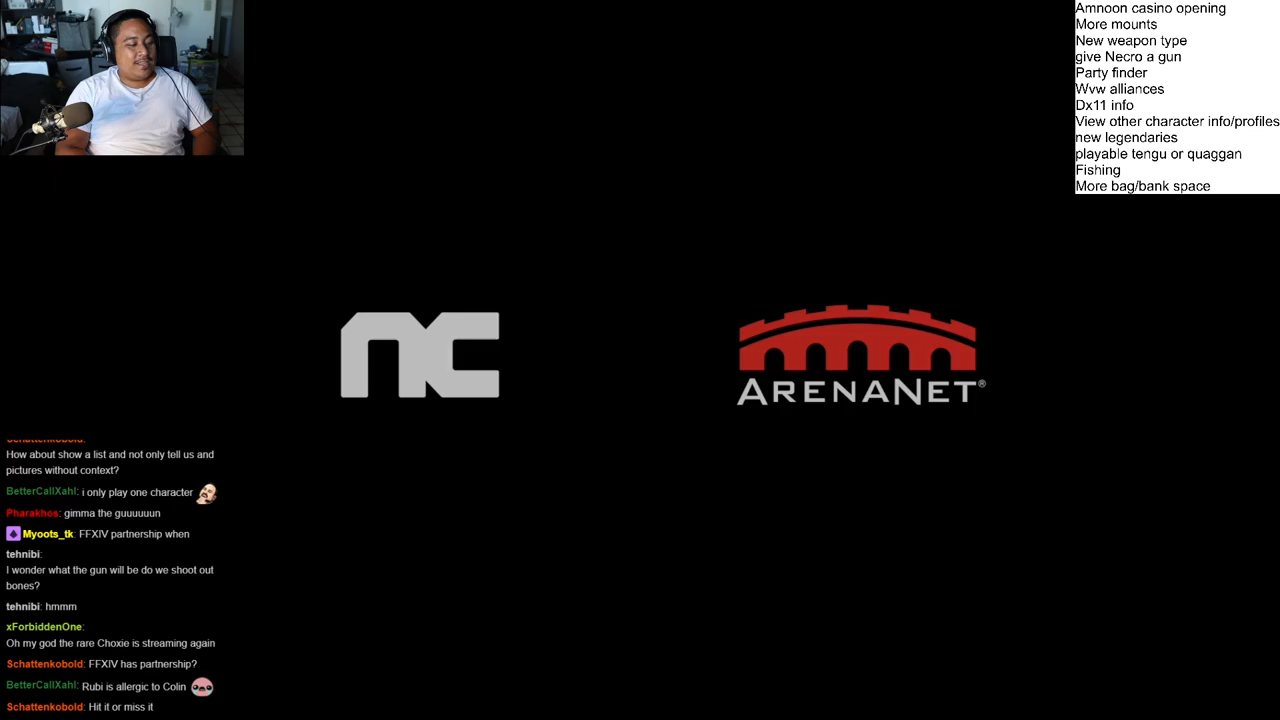 Amnoon casino opening
More mounts
New weapon type
give Necro a gun
Party finder
Wvw alliances
Dx11 info
View other character info/profiles
new legendaries
playable tengu or quaggan
Fishing
More bag/bank space
nc
ARENANET®
Schattenkobold:
How about show a list and not only tell us and
pictures without context?
BetterCallXahl: i only play one character
Pharakhos: gimma the guuuuuun
Myoots_tk: FFXIV partnership when
tehnibi:
I wonder what the gun will be do we shoot out
bones?
tehnibi: hmmm
xForbiddenOne:
Oh my god the rare Choxie is streaming again
Schattenkobold: FFXIV has partnership?
BetterCallXahl: Rubi is allergic to Colin
Schattenkobold: Hit it or miss it